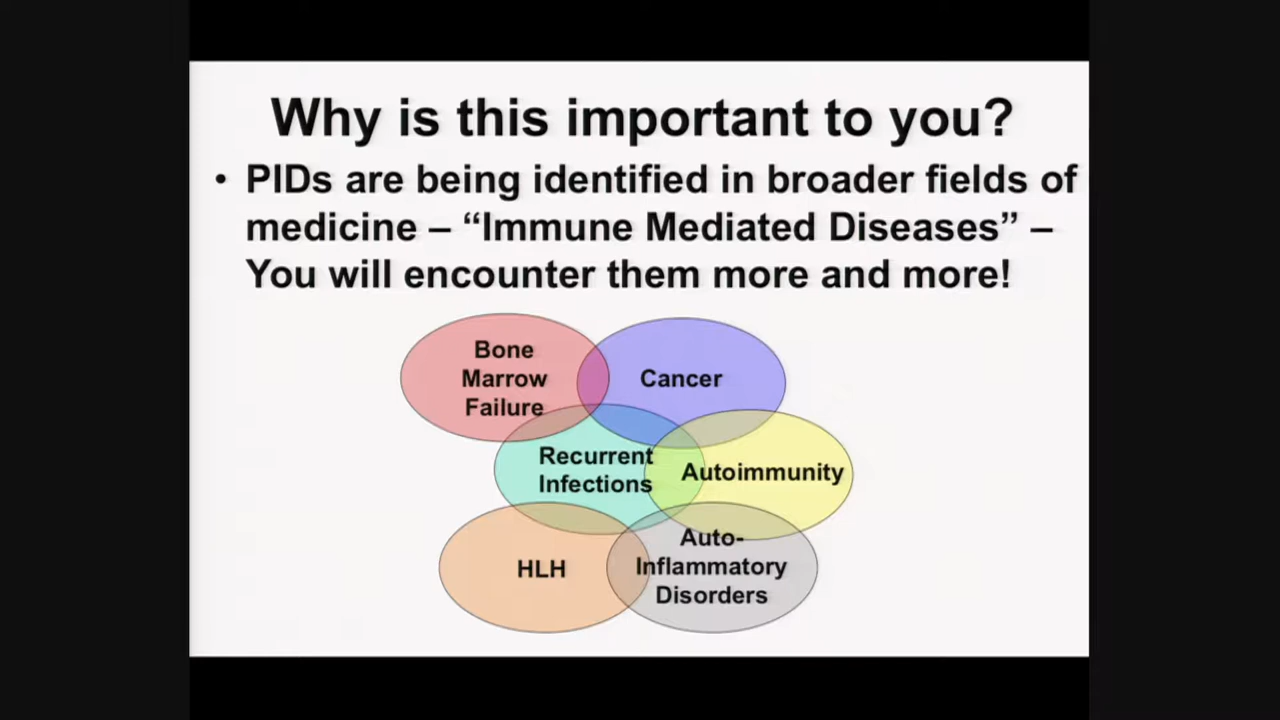 Why is this important to you?
• PIDs are being identified in broader fields of
medicine – “Immune Mediated Diseases” –
You will encounter them more and more!
Bone
Marrow
Failure
Cancer
Recurrent
Infections
Autoimmunity
HLH
Auto-
Inflammatory
Disorders